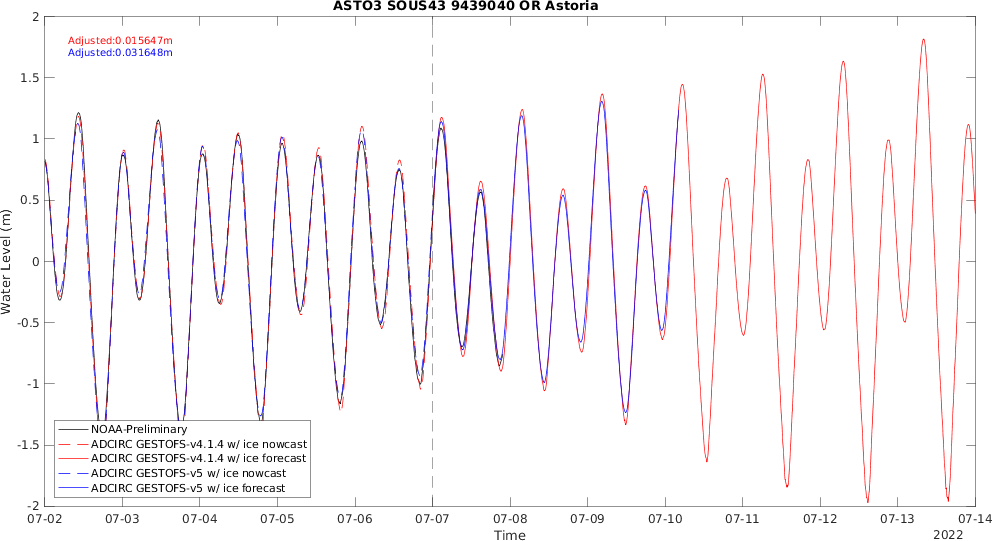 ASTO3 SOUS43 9439040 OR Astoria
Adjusted:0.015647m
Adjusted:0.031648m
2
1.5
1
0.5
0
-0.5
-1
-1.5
-2
Water Level (m)
NOAA-Preliminary
ADCIRC GESTOFS-v4.1.4 w/ ice nowcast
ADCIRC GESTOFS-v4.1.4 w/ ice forecast
ADCIRC GESTOFS-v5 w/ ice nowcast
ADCIRC GESTOFS-v5 w/ ice forecast
07-02 07-03 07-04 07-05 07-06 07-07 07-08 07-09 07-10 07-11 07-12 07-13 07-14
Time
2022